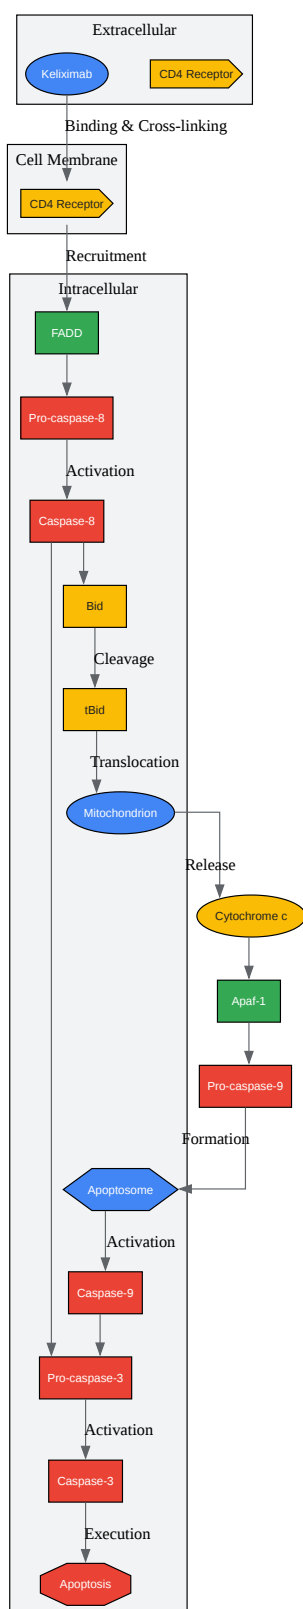 Extracellular
Keliximab
CD4 Receptor
Binding & Cross-linking
Cell Membrane
CD4 Receptor
Recruitment
Intracellular
FADD
Pro-caspase-8
Activation
Caspase-8
Bid
Cleavage
tBid
Translocation
Mitochondrion
Release
Cytochrome c
Apaf-1
Pro-caspase-9
Formation
Apoptosome
Activation
Caspase-9
Pro-caspase-3
Activation
Caspase-3
Execution
Apoptosis